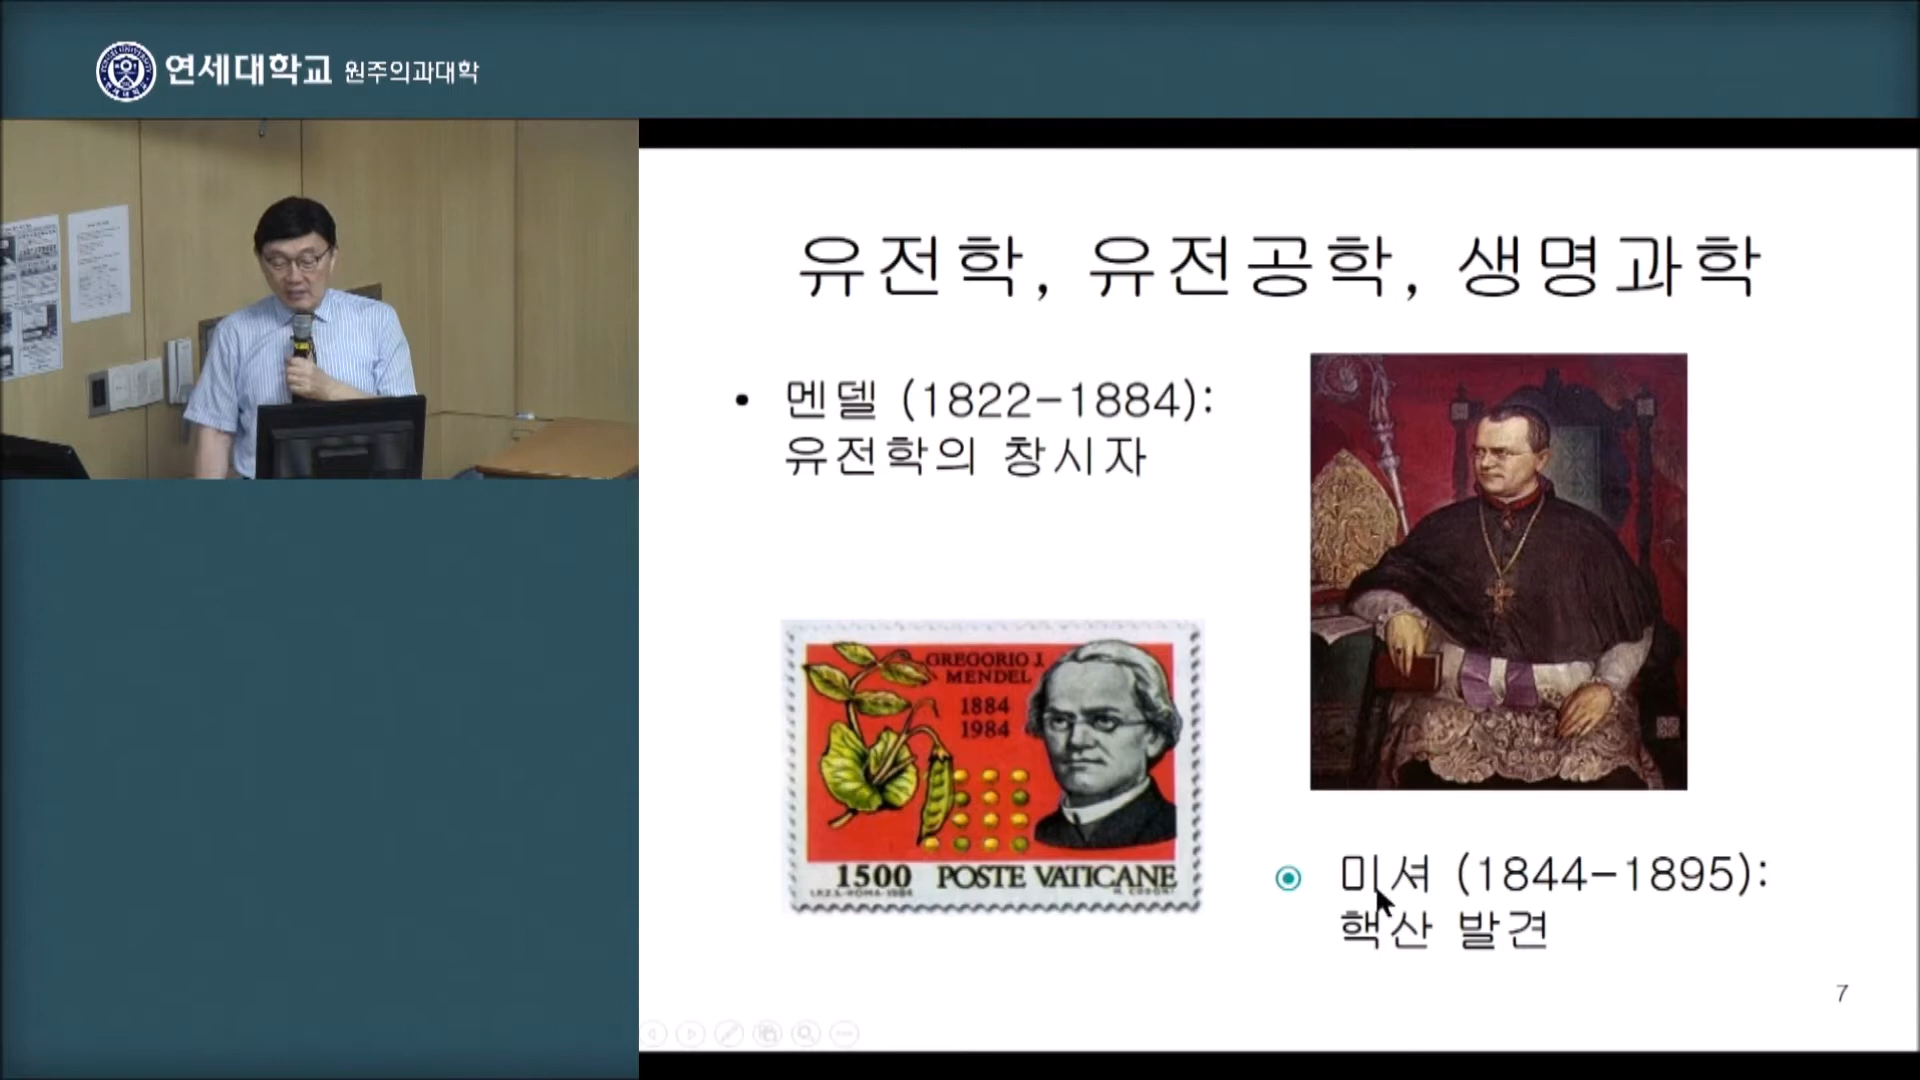 연세대학교 원주의과대학
유전학, 유전공학, 생명과학
• 멘델 (1822-1884):
유전학의 창시자
GREGORIO J.
MENDEL
1884
1984
1500 POSTE VATICANE
미셔 (1844-1895):
핵산 발견
7